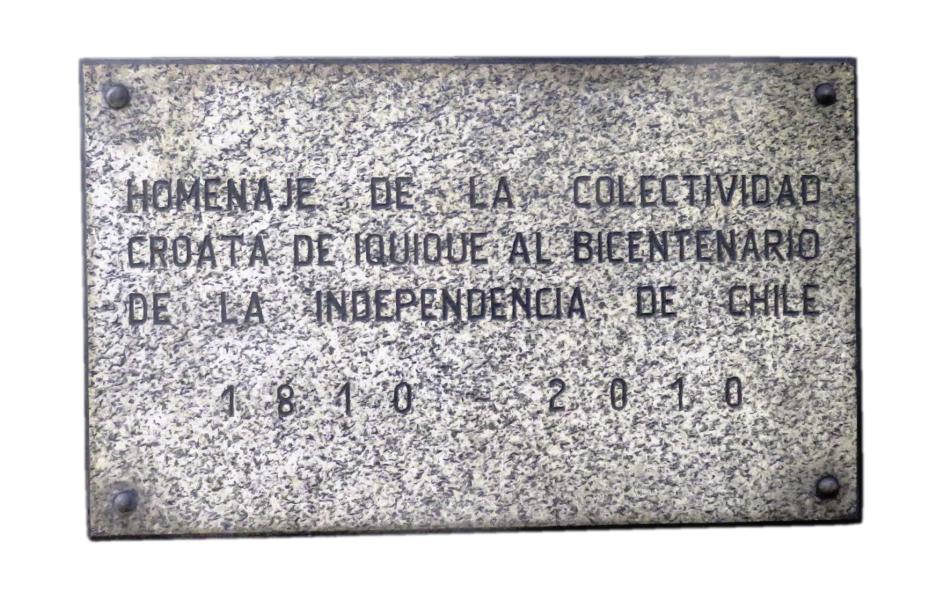 HOMENAJE DE LA COLECTIVIDAD
CROATA DE IQUIQUE AL BICENTENARIO
DE LA INDEPENDENCIA DE CHILE
1810 - 2010